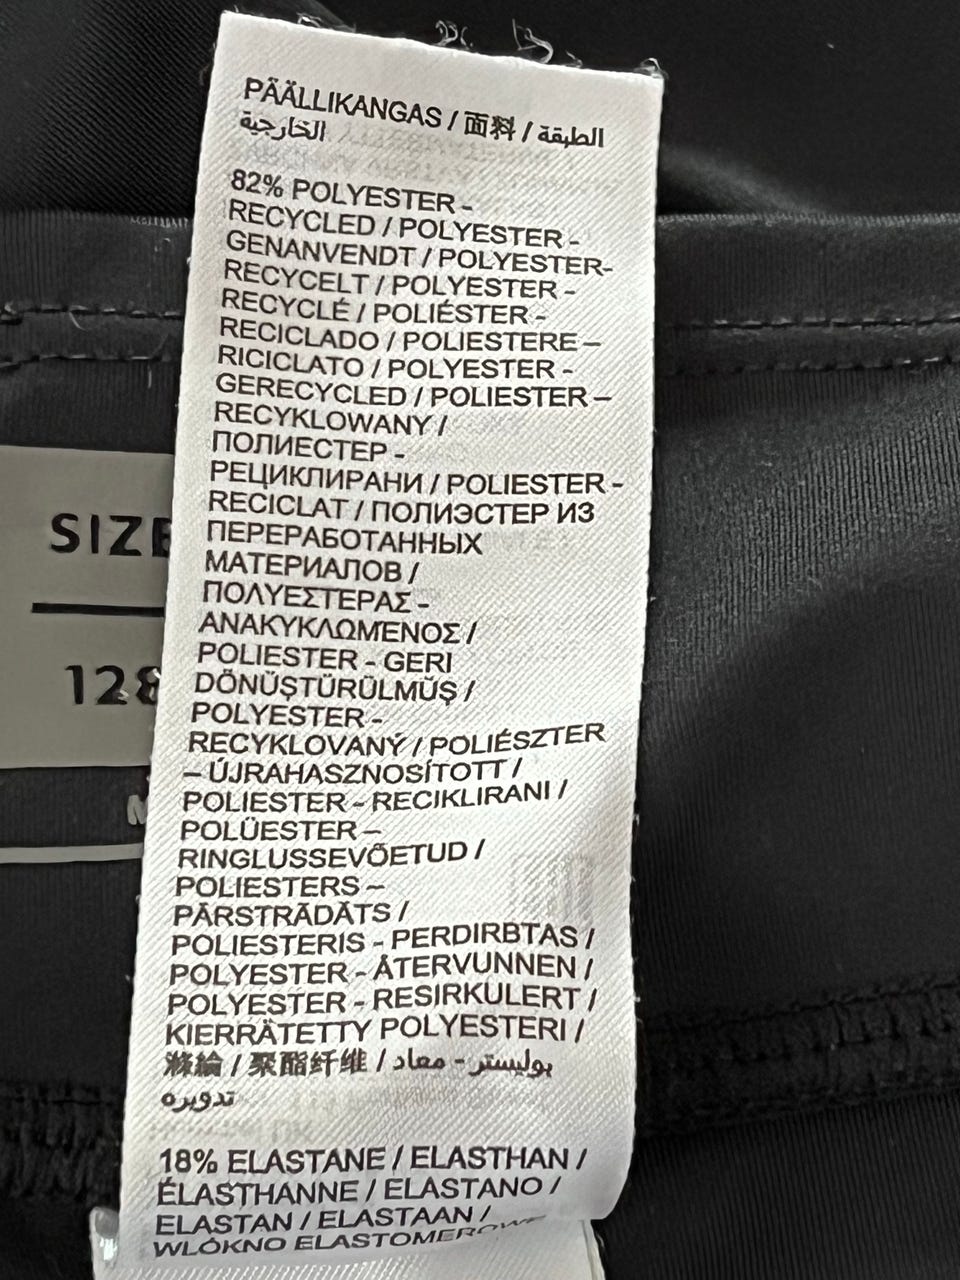 PÄÄLLIKANGAS / 面料 / الطبقة
الخارجية
82% POLYESTER -
RECYCLED / POLYESTER -
GENANVENDT / POLYESTER-
RECYCELT / POLYESTER -
RECYCLÉ / POLIÉSTER -
RECICLADO / POLIESTERE –
RICICLATO / POLYESTER -
GERECYCLED / POLIESTER –
RECYKLOWANY /
ПОЛИЕСТЕР -
РЕЦИКЛИРАНИ / POLIESTER -
RECICLAT / ПОЛИЭСТЕР ИЗ
ПЕРЕРАБОТАННЫХ
МАТЕРИАЛОВ /
ΠΟΛΥΕΣΤΕΡΑΣ -
ΑΝΑΚΥΚΛΩΜΈΝΟΣ /
POLIESTER - GERI
DÖNÜŞTÜRÜLMÜŞ /
POLYESTER -
RECYKLOVANÝ / POLIÉSZTER
– ÚJRAHASZNOSÍTOTT /
POLIESTER - RECIKLIRANI /
POLÜESTER –
RINGLUSSEVÕETUD /
POLIESTERS –
PĀRSTRĀDĀTS /
POLIESTERIS - PERDIRBTAS /
POLYESTER - ÅTERVUNNEN /
POLYESTER - RESIRKULERT /
KIERRÄTETTY POLYESTERI /
滌綸 / 聚酯纤维 / بوليستر - معاد
تدويره
18% ELASTANE / ELASTHAN /
ÉLASTHANNE / ELASTANO /
ELASTAN / ELASTAAN /
WLÓKNO ELASTOMEROWE
SIZE
128